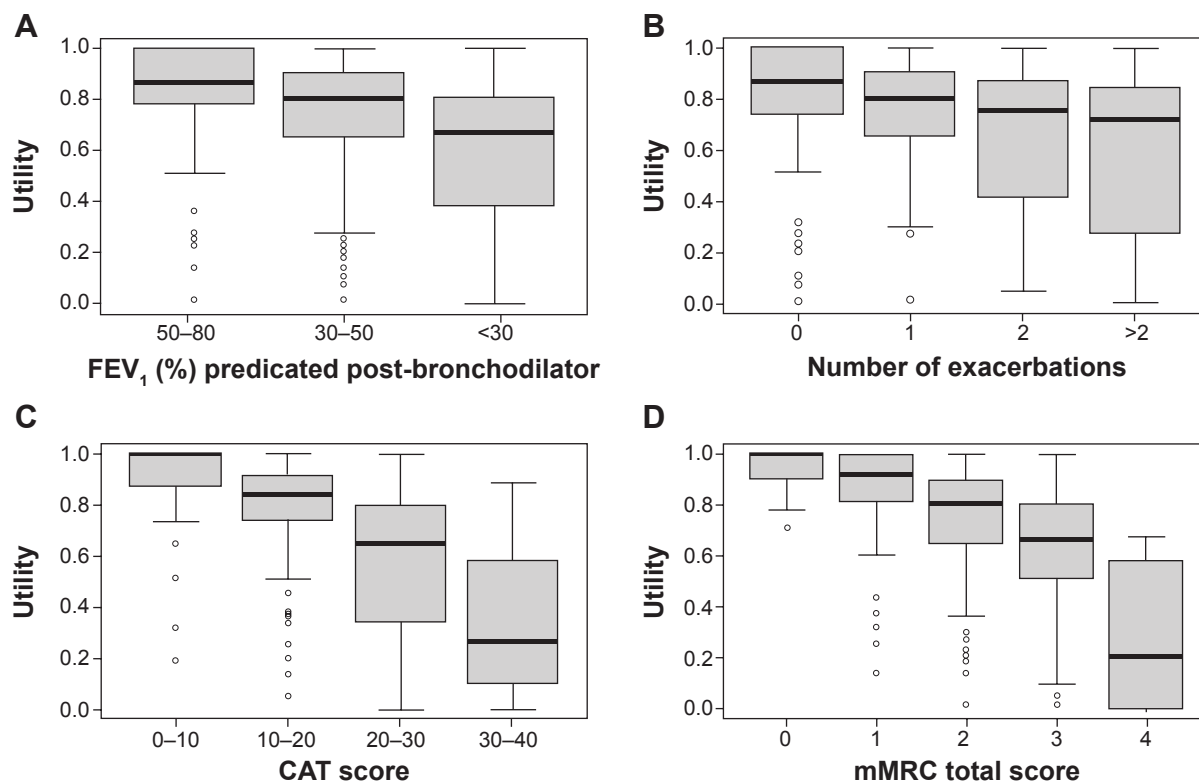 A
Utility
1.0
0.8
0.6
0.4
0.2
0.0
50–80 30–50 <30
FEV1 (%) predicated post-bronchodilator
B
Utility
1.0
0.8
0.6
0.4
0.2
0.0
0 1 2 >2
Number of exacerbations
C
Utility
1.0
0.8
0.6
0.4
0.2
0.0
0–10 10–20 20–30 30–40
CAT score
D
Utility
1.0
0.8
0.6
0.4
0.2
0.0
0 1 2 3 4
mMRC total score